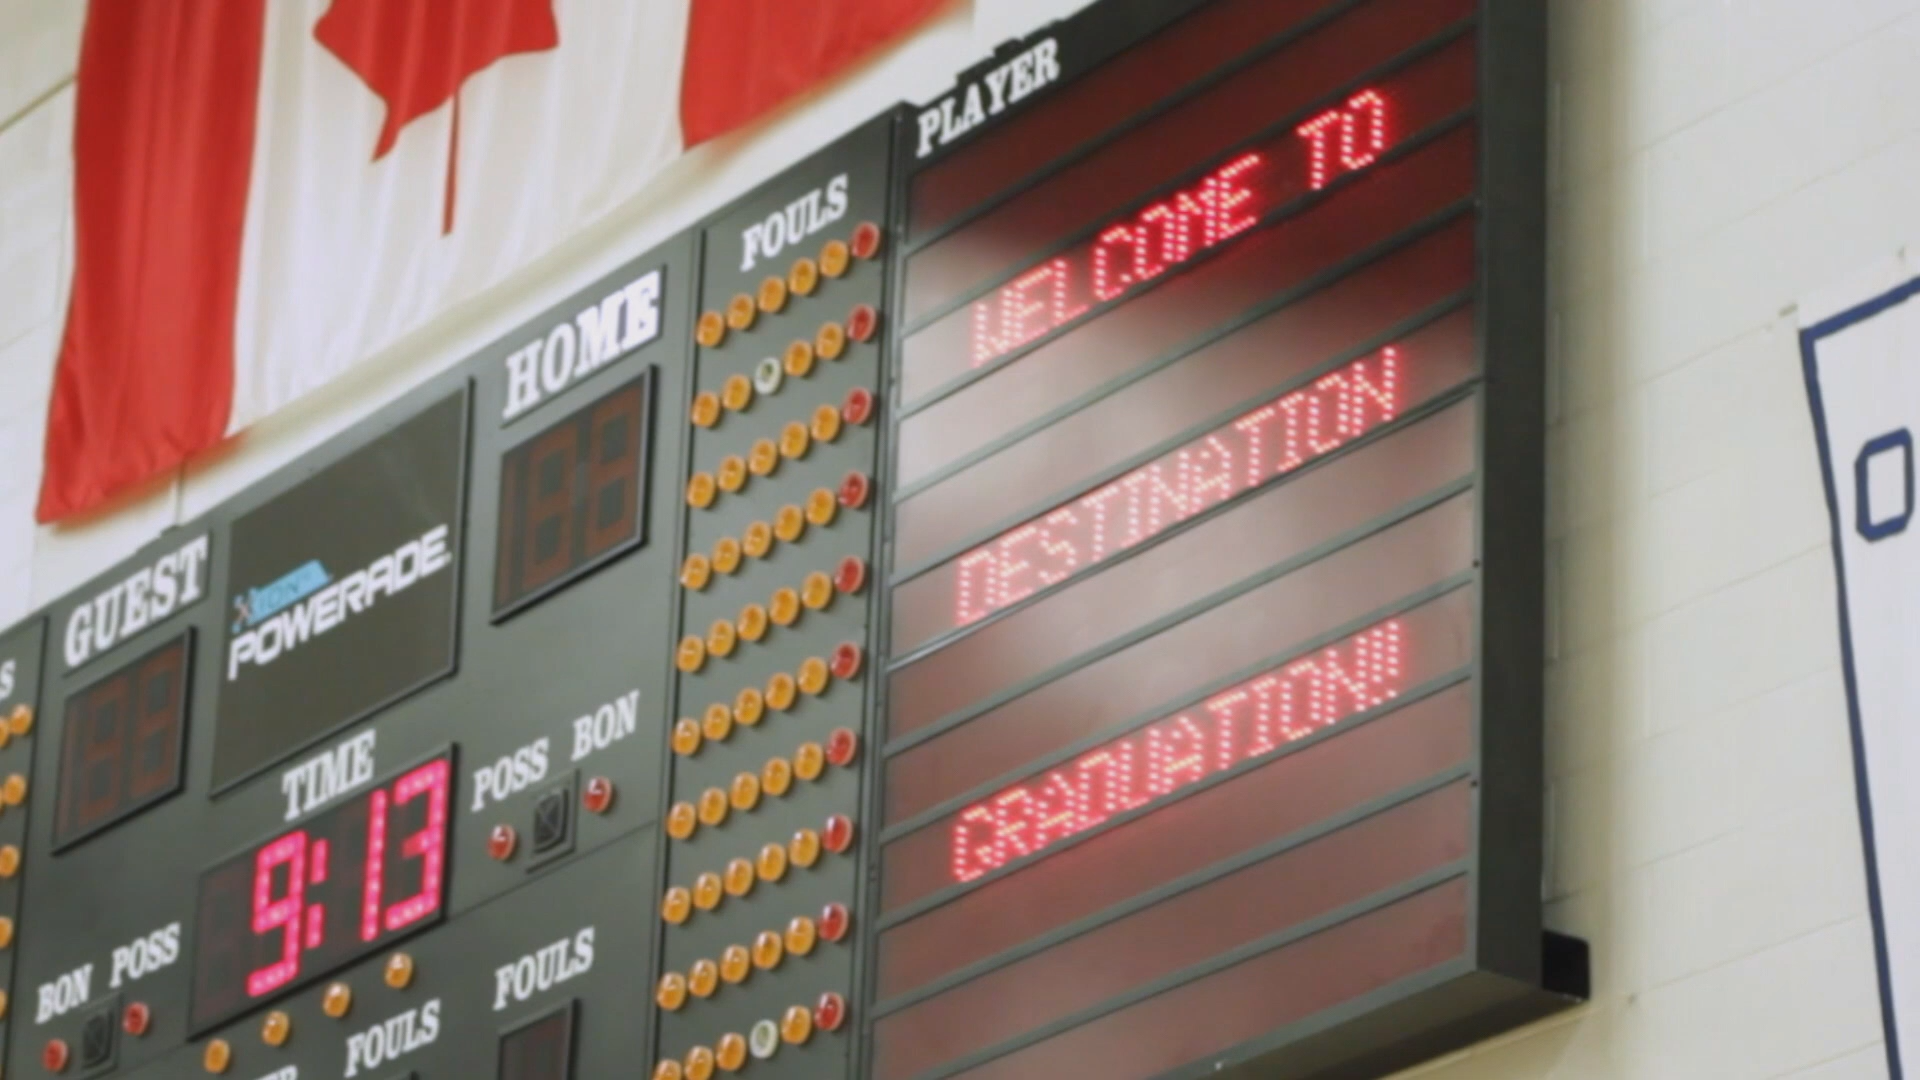 PLAYER
WELCOME TO
DESTINATION
GRADUATION!!
FOULS
HOME
GUEST
POWERADE
TIME
9:13
POSS BON
BON POSS
FOULS
FOULS